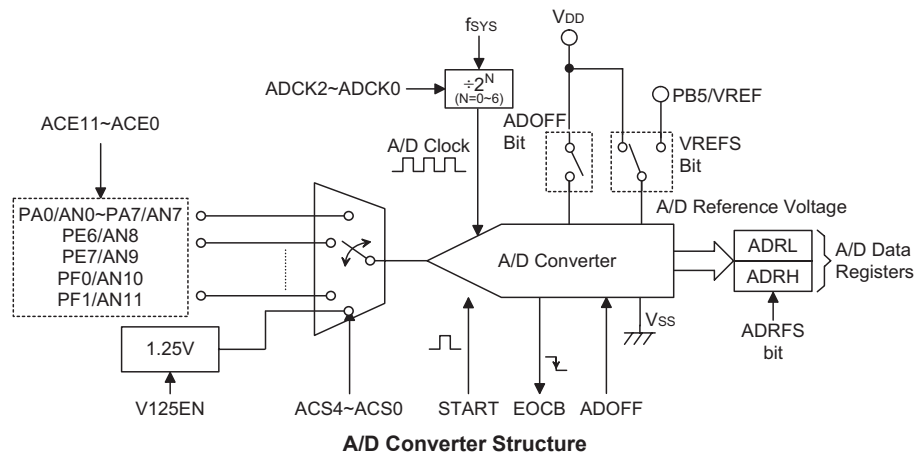 fSYS
VDD
ADCK2~ADCK0
÷2^N
(N=0~6)
PB5/VREF
ACE11~ACE0
ADOFF
Bit
VREFS
Bit
A/D Clock
PA0/AN0~PA7/AN7
PE6/AN8
PE7/AN9
PF0/AN10
PF1/AN11
A/D Reference Voltage
A/D Converter
ADRL
ADRH
A/D Data
Registers
1.25V
VSS
ADRFS
bit
V125EN
ACS4~ACS0
START
EOCB
ADOFF
A/D Converter Structure